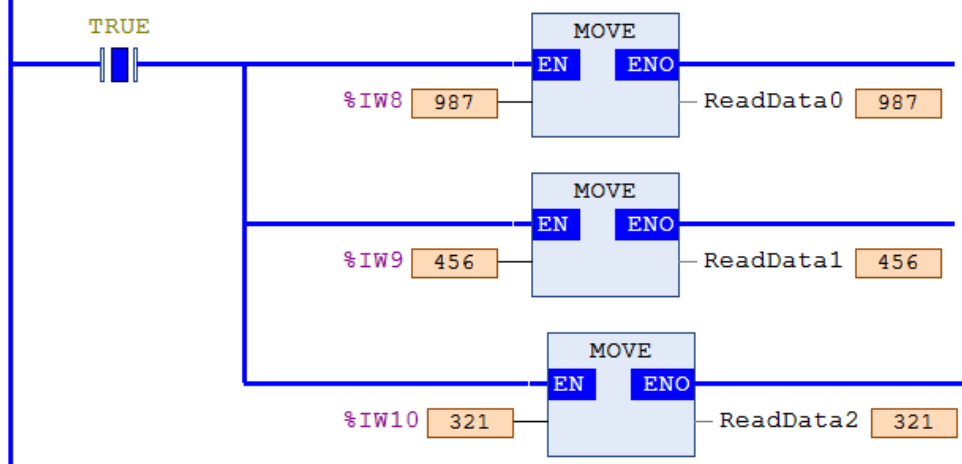 TRUE
MOVE
EN ENO
%IW8 987 ReadData0 987
MOVE
EN ENO
%IW9 456 ReadData1 456
MOVE
EN ENO
%IW10 321 ReadData2 321